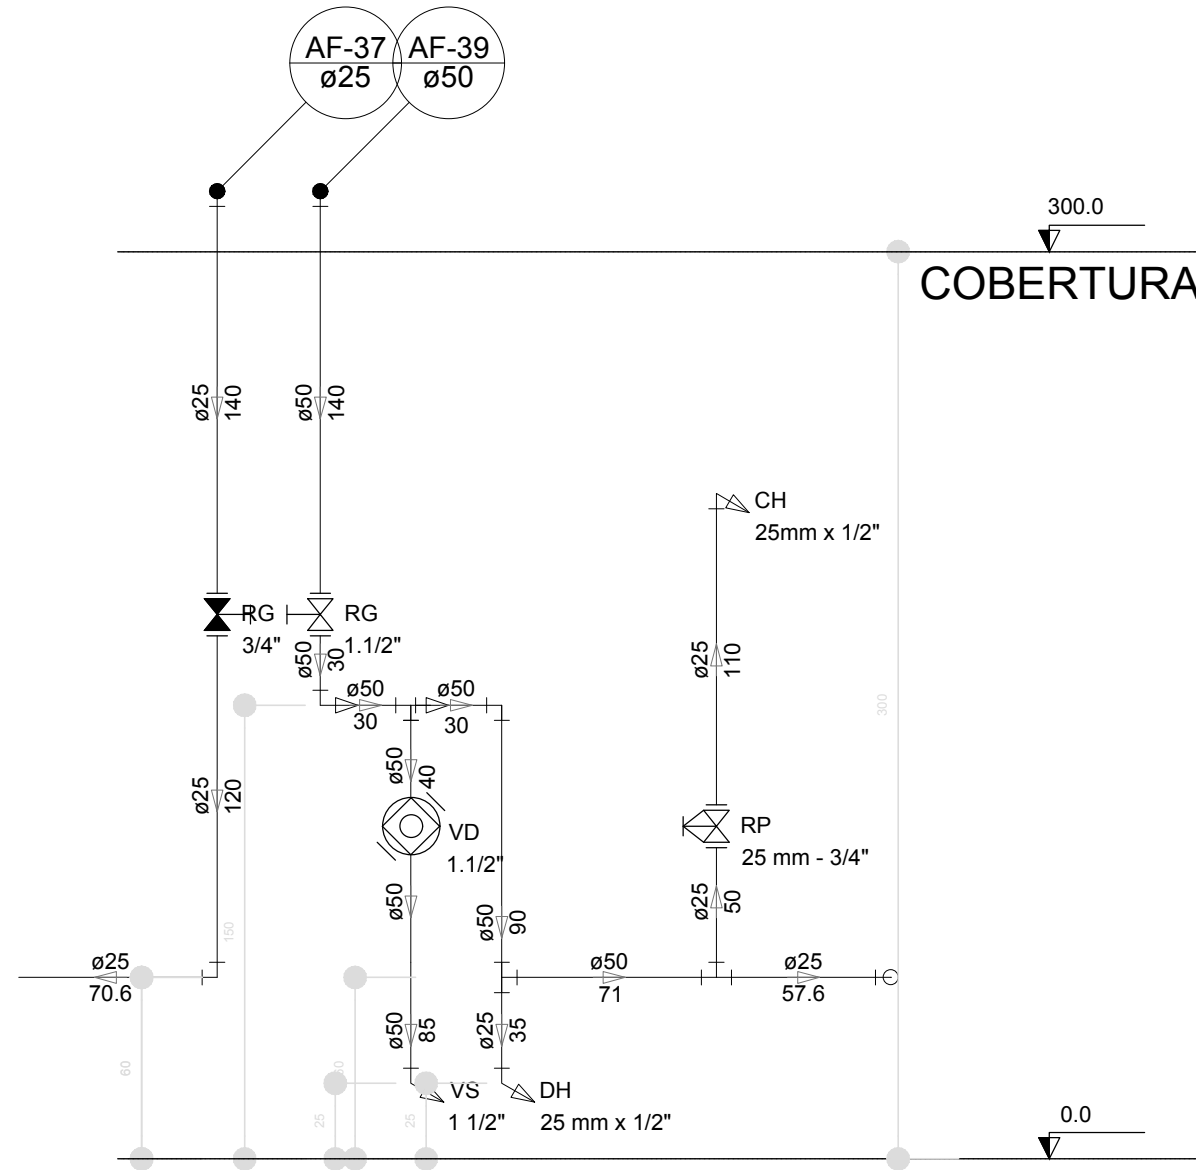 AF-37
ø25
AF-39
ø50
300.0
COBERTURA
ø25
140
ø50
140
CH
25mm x 1/2"
RG
3/4"
RG
1.1/2"
ø50
30
ø25
110
ø50
30
ø50
30
300
ø25
120
ø50
40
VD
1.1/2"
RP
25 mm - 3/4"
ø50
ø50
90
ø25
50
150
ø25
70.6
ø50
71
ø25
57.6
ø50
85
ø25
35
60
25
25
VS
1 1/2"
DH
25 mm x 1/2"
0.0